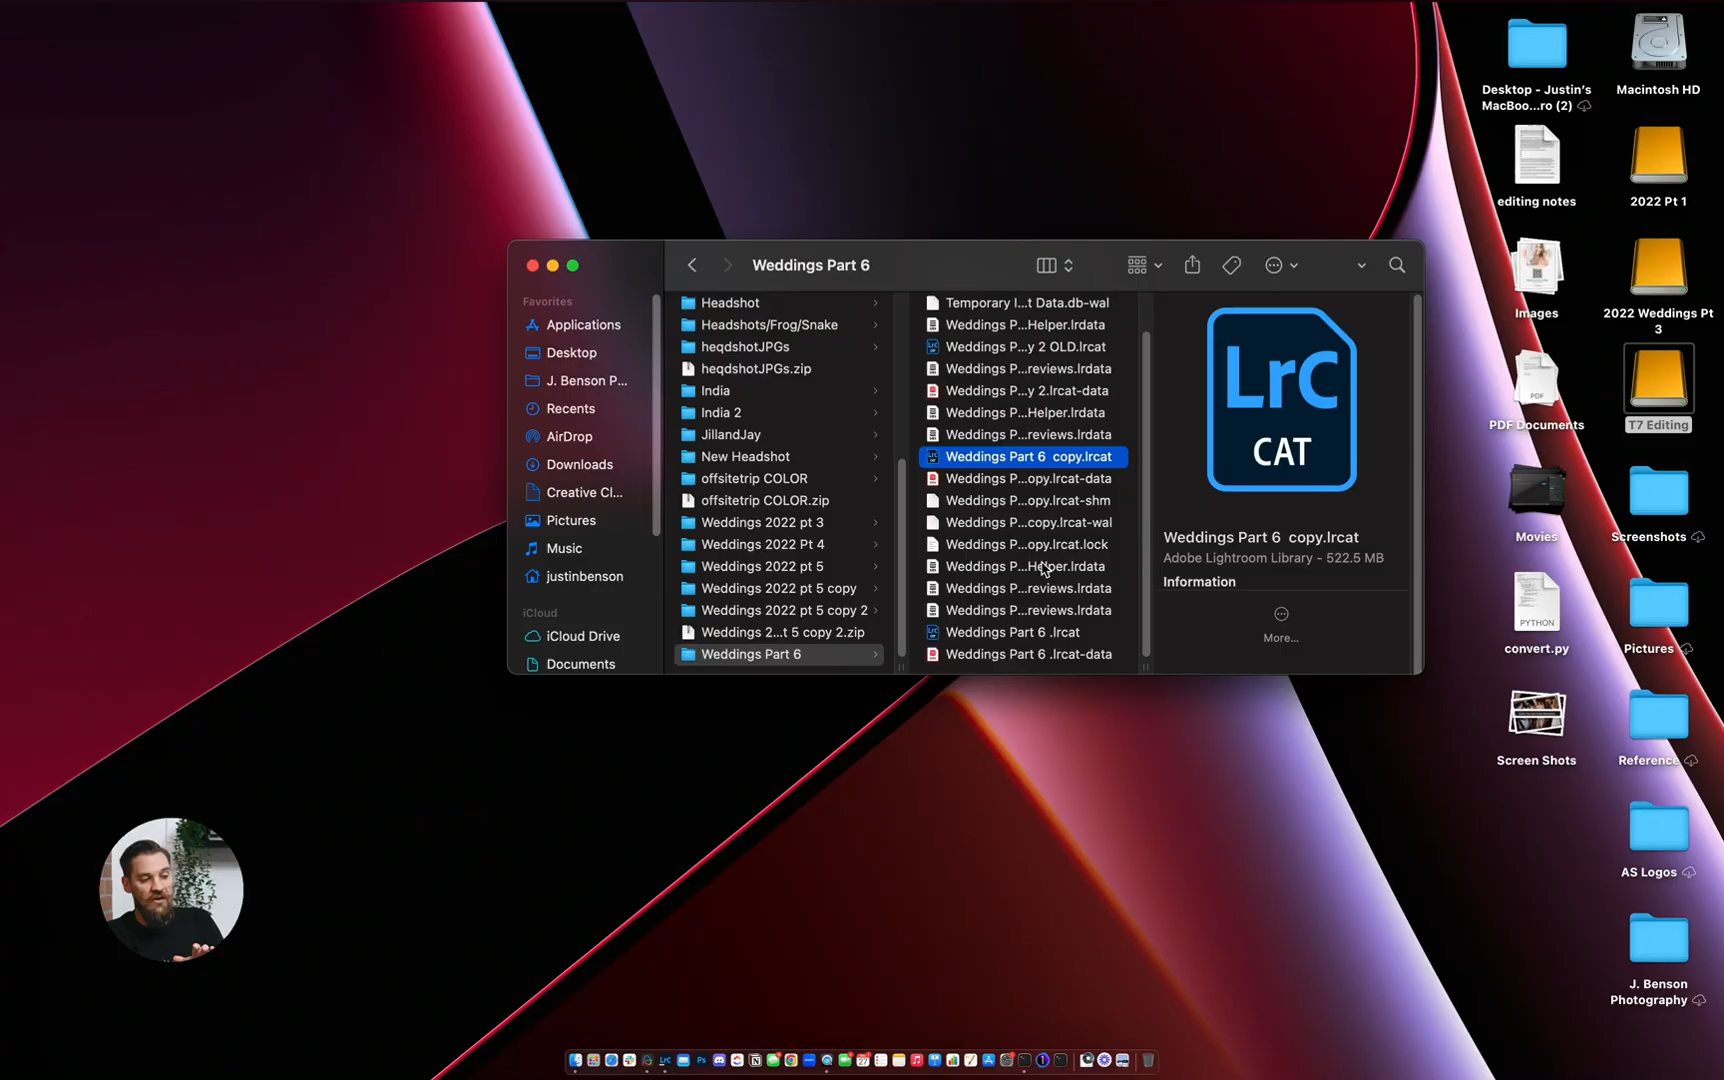 Weddings Part 6
Favorites
Applications
Desktop
J. Benson P...
Recents
AirDrop
Downloads
Creative Cl...
Pictures
Music
justinbenson
iCloud
iCloud Drive
Documents
Headshot
Headshots/Frog/Snake
heqdshotJPGs
heqdshotJPGs.zip
India
India 2
JillandJay
New Headshot
offsitetrip COLOR
offsitetrip COLOR.zip
Weddings 2022 pt 3
Weddings 2022 Pt 4
Weddings 2022 pt 5
Weddings 2022 pt 5 copy
Weddings 2022 pt 5 copy 2
Weddings 2...t 5 copy 2.zip
Weddings Part 6
Temporary I...t Data.db-wal
Weddings P...Helper.lrdata
Weddings P...y 2 OLD.lrcat
Weddings P...reviews.lrdata
Weddings P...y 2.lrcat-data
Weddings P...Helper.lrdata
Weddings P...reviews.lrdata
Weddings Part 6  copy.lrcat
Weddings P...opy.lrcat-data
Weddings P...opy.lrcat-shm
Weddings P...copy.lrcat-wal
Weddings P...opy.lrcat.lock
Weddings P...Helper.lrdata
Weddings P...reviews.lrdata
Weddings P...reviews.lrdata
Weddings Part 6 .lrcat
Weddings Part 6 .lrcat-data
LrC
CAT
Weddings Part 6  copy.lrcat
Adobe Lightroom Library - 522.5 MB
Information
More...
Desktop - Justin's
MacBoo...ro (2)
editing notes
Images
PDF
PDF Documents
Movies
PYTHON
convert.py
Screen Shots
Macintosh HD
2022 Pt 1
2022 Weddings Pt
3
T7 Editing
Screenshots
Pictures
Reference
AS Logos
J. Benson
Photography
LrC
Ps
27